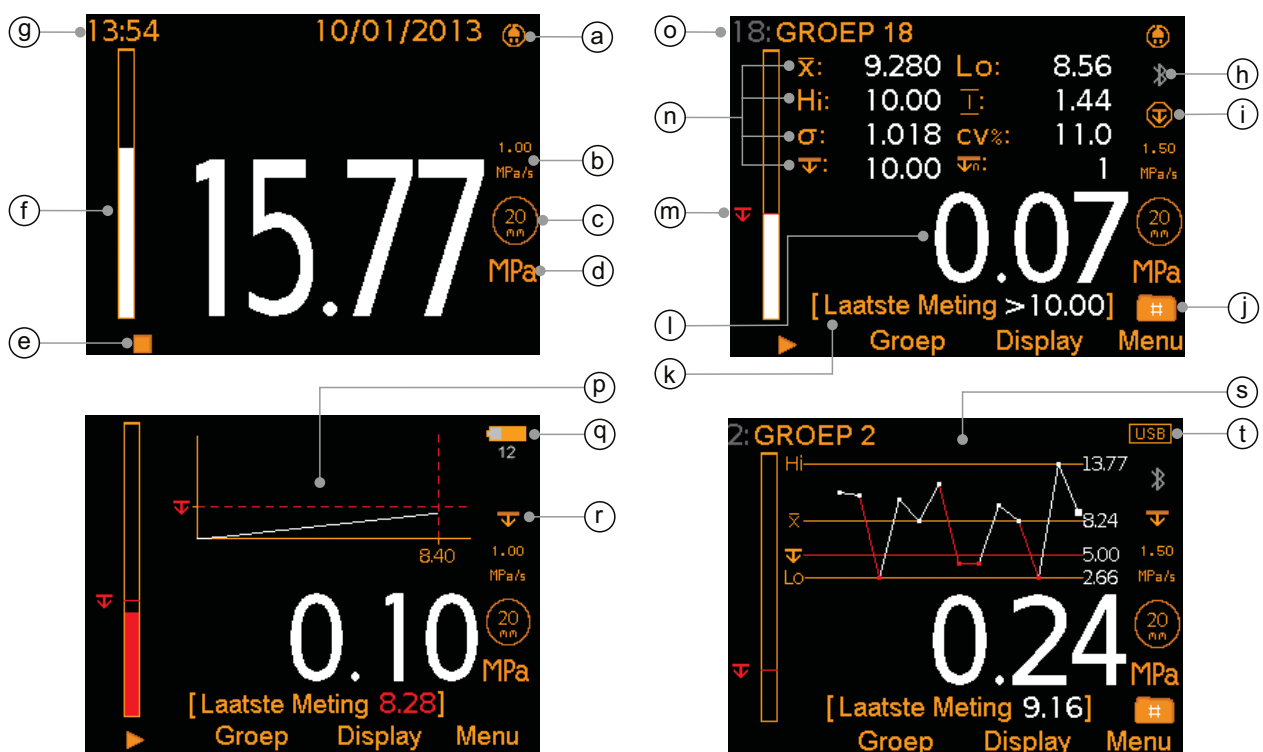 g 13:54 10/01/2013 a
1.00 b
MPa/s
f 15.77 20 c
mm
MPa d
e
o 18: GROEP 18
x̅: 9.280 Lo: 8.56 h
n Hi: 10.00 I: 1.44 i
σ: 1.018 cv%: 11.0 1.50
↧: 10.00 ↧n: 1 MPa/s
m 20
mm
l 0.07 MPa
[Laatste Meting >10.00] # j
Groep Display Menu
k
p
12 q
r
8.40 1.00
MPa/s
20
mm
0.10 MPa
[Laatste Meting 8.28]
Groep Display Menu
s
2: GROEP 2 USB t
Hi 13.77
x̅ 8.24
5.00 1.50
Lo 2.66 MPa/s
20
mm
0.24 MPa
[Laatste Meting 9.16] #
Groep Display Menu